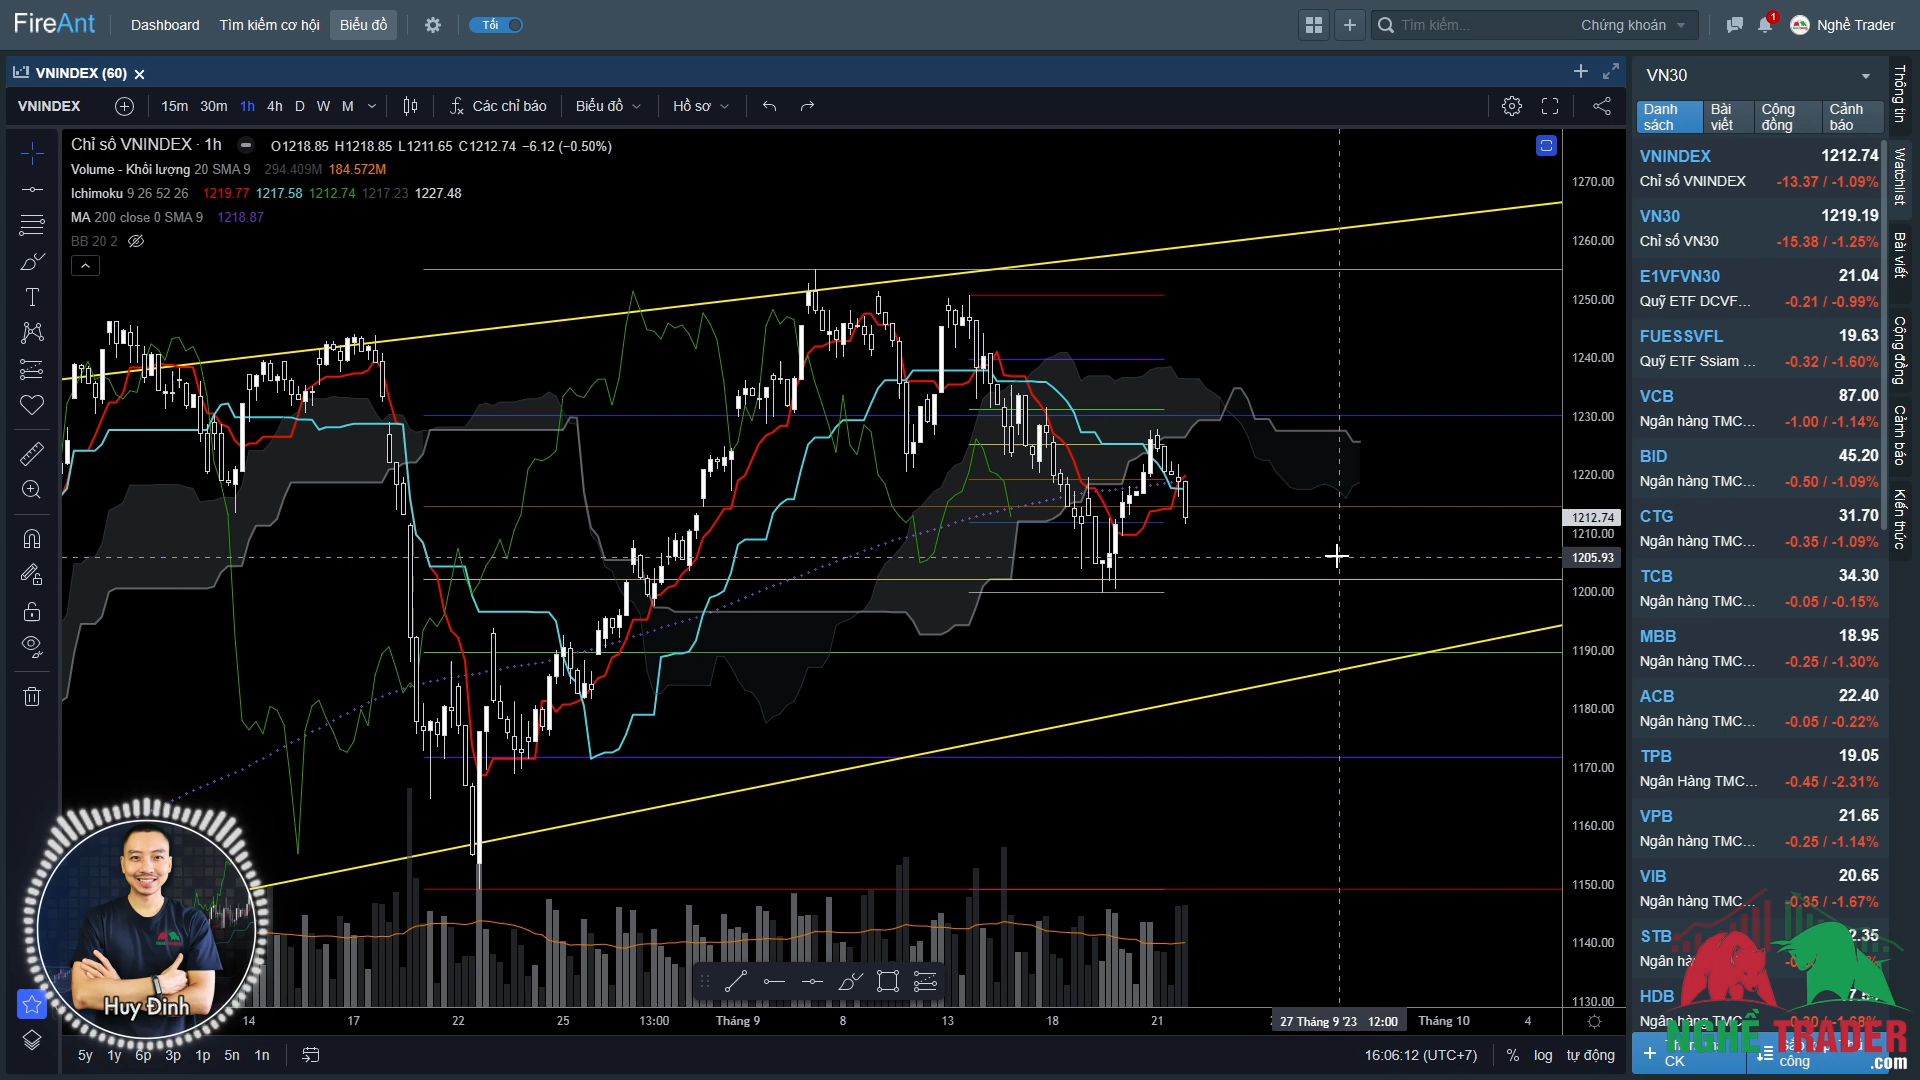 FireAnt
Dashboard
Tìm kiếm cơ hội
Biểu đồ
Tối
Tìm kiếm...
Chứng khoán
1
Nghề Trader
VNINDEX (60)
VNINDEX
15m
30m
1h
4h
D
W
M
Các chỉ báo
Biểu đồ
Hồ sơ
Chỉ số VNINDEX · 1h
O1218.85 H1218.85 L1211.65 C1212.74 −6.12 (−0.50%)
Volume - Khối lượng 20 SMA 9 294.409M 184.572M
Ichimoku 9 26 52 26 1219.77 1217.58 1212.74 1217.23 1227.48
MA 200 close 0 SMA 9 1218.87
BB 20 2
1270.00
1260.00
1250.00
1240.00
1230.00
1220.00
1212.74
1210.00
1205.93
1200.00
1190.00
1180.00
1170.00
1160.00
1150.00
1140.00
1130.00
14
17
22
25
13:00
Tháng 9
8
13
18
21
27 Tháng 9 '23 12:00
Tháng 10
4
5y
1y
6p
3p
1p
5n
1n
16:06:12 (UTC+7)
%
log
tự động
Huy Đinh
VN30
Danh sách
Bài viết
Cộng đồng
Cảnh báo
VNINDEX 1212.74
Chỉ số VNINDEX -13.37 / -1.09%
VN30 1219.19
Chỉ số VN30 -15.38 / -1.25%
E1VFVN30 21.04
Quỹ ETF DCVF... -0.21 / -0.99%
FUESSVFL 19.63
Quỹ ETF Ssiam ... -0.32 / -1.60%
VCB 87.00
Ngân hàng TMC... -1.00 / -1.14%
BID 45.20
Ngân hàng TMC... -0.50 / -1.09%
CTG 31.70
Ngân hàng TMC... -0.35 / -1.09%
TCB 34.30
Ngân hàng TMC... -0.05 / -0.15%
MBB 18.95
Ngân hàng TMC... -0.25 / -1.30%
ACB 22.40
Ngân hàng TMC... -0.05 / -0.22%
TPB 19.05
Ngân Hàng TMC... -0.45 / -2.31%
VPB 21.65
Ngân hàng TMC... -0.25 / -1.14%
VIB 20.65
Ngân hàng TMC... -0.35 / -1.67%
STB
HDB
CK
công
NGHỀ TRADER
.com
Thông tin
Watchlist
Bài viết
Cộng đồng
Cảnh báo
Kiến thức